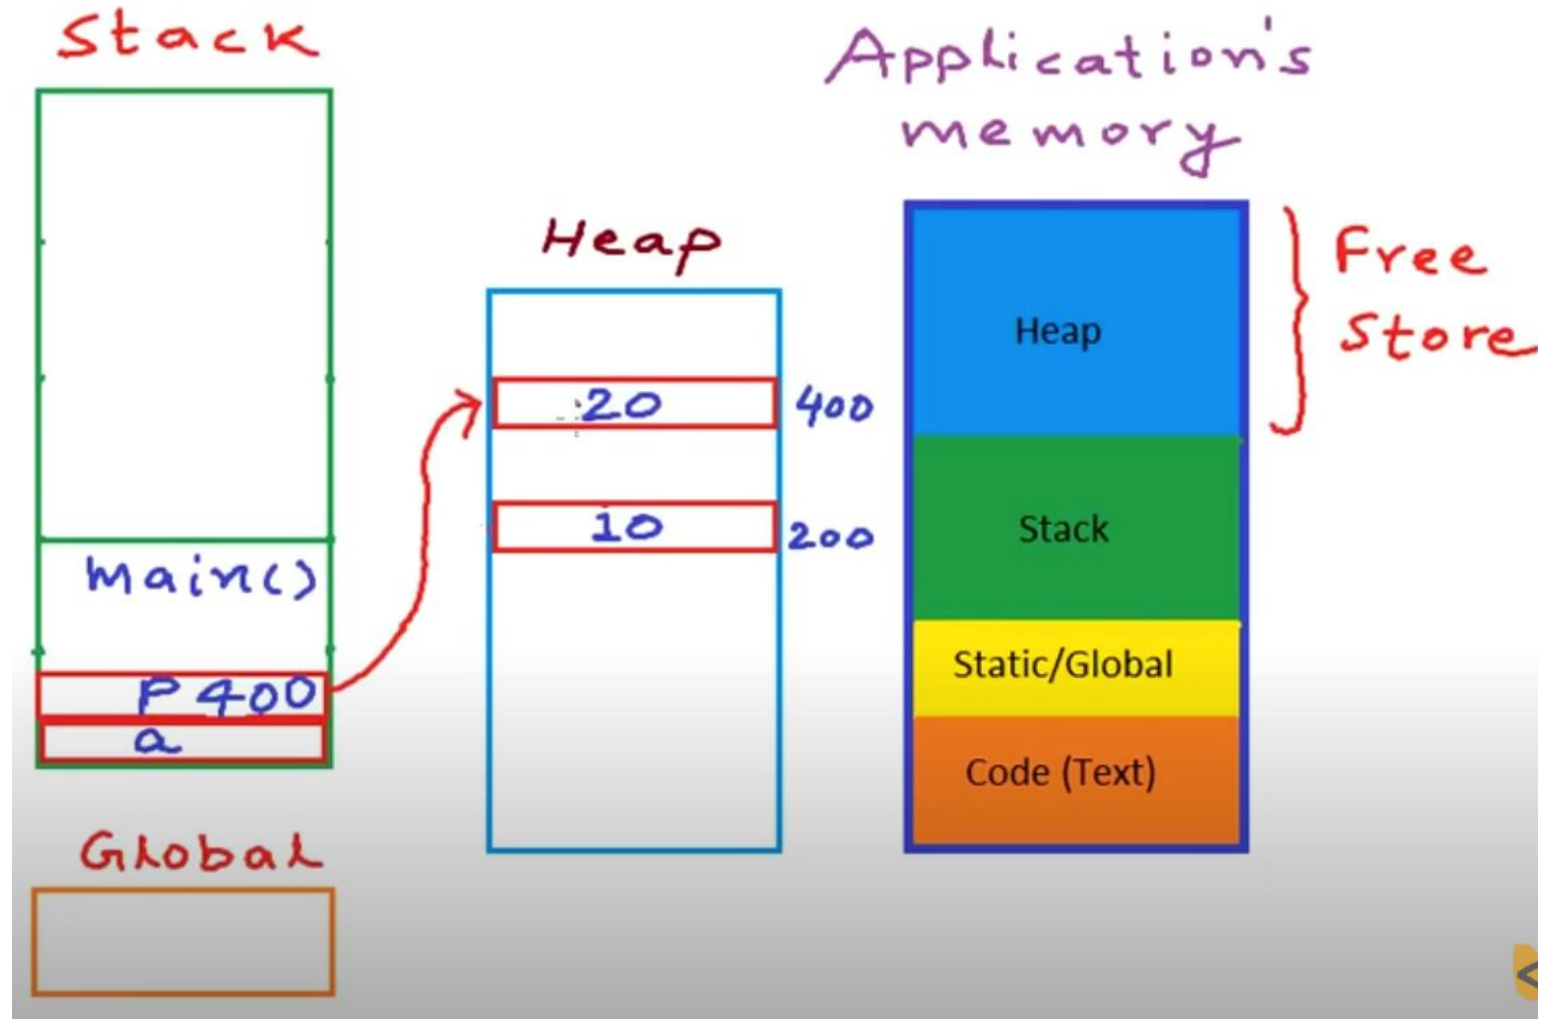 Stack
main()
P 400
a
Global
Heap
20
400
10
200
Application's
memory
Heap
Stack
Static/Global
Code (Text)
Free
Store